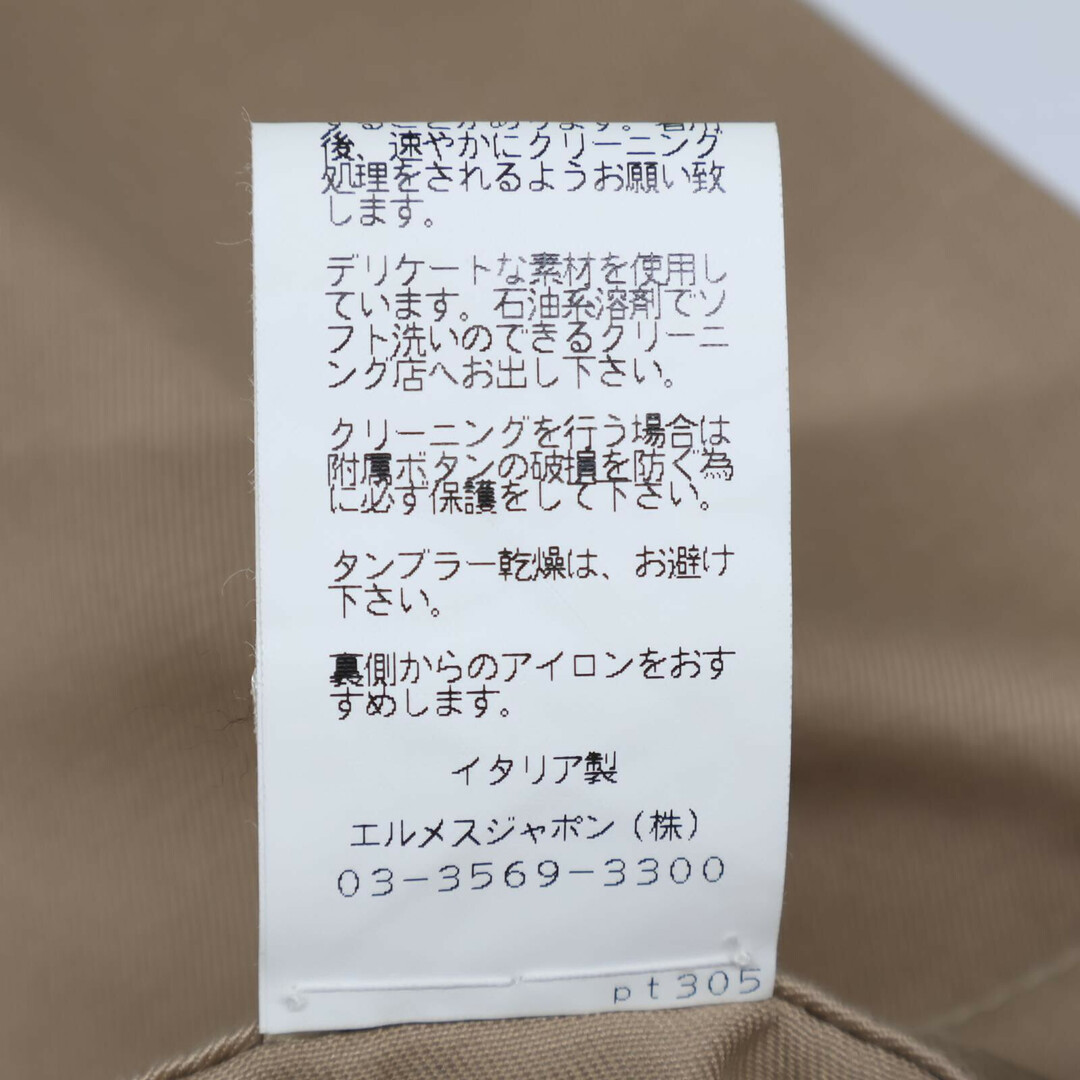 後、速やかにクリーニング
処理をされるようお願い致
します。
デリケートな素材を使用し
ています。石油系溶剤でソ
フト洗いのできるクリーニ
ング店へお出し下さい。
クリーニングを行う場合は
附属ボタンの破損を防ぐ為
に必ず保護をして下さい。
タンブラー乾燥は、お避け
下さい。
裏側からのアイロンをおす
すめします。
イタリア製
エルメスジャポン（株）
03-3569-3300
pt305